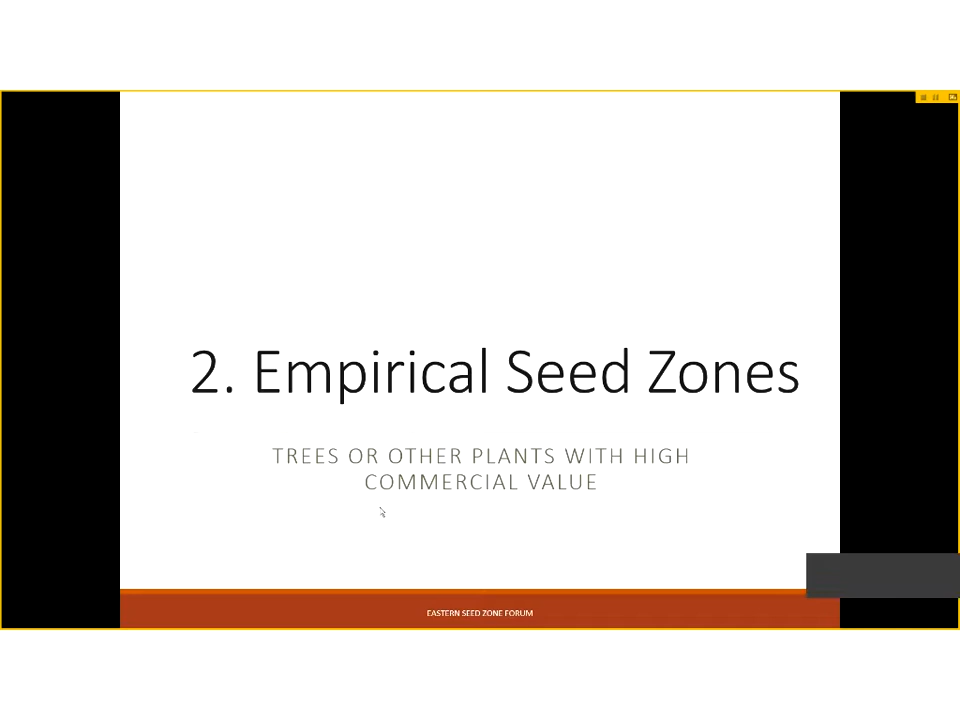 2. Empirical Seed Zones
TREES OR OTHER PLANTS WITH HIGH
COMMERCIAL VALUE
EASTERN SEED ZONE FORUM